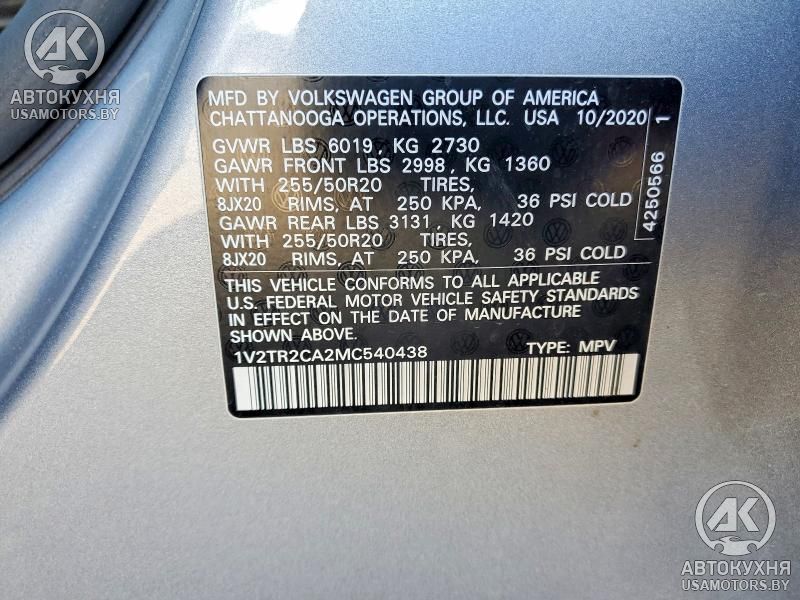 AK
АВТОКУХНЯ
USAMOTORS.BY
MFD BY VOLKSWAGEN GROUP OF AMERICA
CHATTANOOGA OPERATIONS, LLC. USA 10/2020
GVWR LBS 6019, KG 2730
GAWR FRONT LBS 2998, KG 1360
WITH 255/50R20 TIRES,
8JX20 RIMS, AT 250 KPA, 36 PSI COLD
GAWR REAR LBS 3131, KG 1420
WITH 255/50R20 TIRES,
8JX20 RIMS, AT 250 KPA, 36 PSI COLD
THIS VEHICLE CONFORMS TO ALL APPLICABLE
U.S. FEDERAL MOTOR VEHICLE SAFETY STANDARDS
IN EFFECT ON THE DATE OF MANUFACTURE
SHOWN ABOVE.
1V2TR2CA2MC540438 TYPE: MPV
4250566 1
AK
АВТОКУХНЯ
USAMOTORS.BY